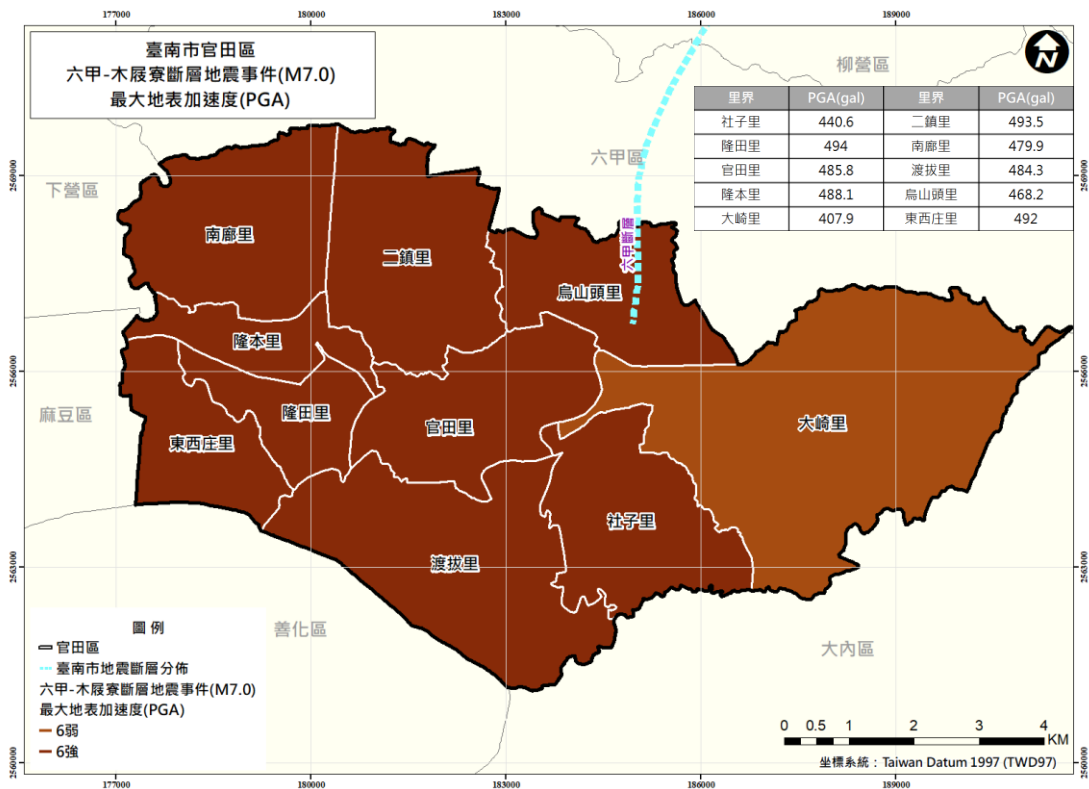 177000 180000 183000 186000 189000
臺南市官田區
六甲-木屐寮斷層地震事件(M7.0)
最大地表加速度(PGA)
N
柳營區
里界 PGA(gal) 里界 PGA(gal)
社子里 440.6 二鎮里 493.5
隆田里 494 南廍里 479.9
官田里 485.8 渡拔里 484.3
隆本里 488.1 烏山頭里 468.2
大崎里 407.9 東西庄里 492
六甲區
2569000 2569000
下營區
南廍里
二鎮里
六甲斷層
烏山頭里
隆本里
2566000 2566000
麻豆區
隆田里
官田里
大崎里
東西庄里
社子里
渡拔里
2563000 2563000
善化區
大內區
圖 例
官田區
臺南市地震斷層分佈
六甲-木屐寮斷層地震事件(M7.0)
最大地表加速度(PGA)
6弱
6強
0 0.5 1 2 3 4
KM
坐標系統：Taiwan Datum 1997 (TWD97)
2560000 2560000
177000 180000 183000 186000 189000